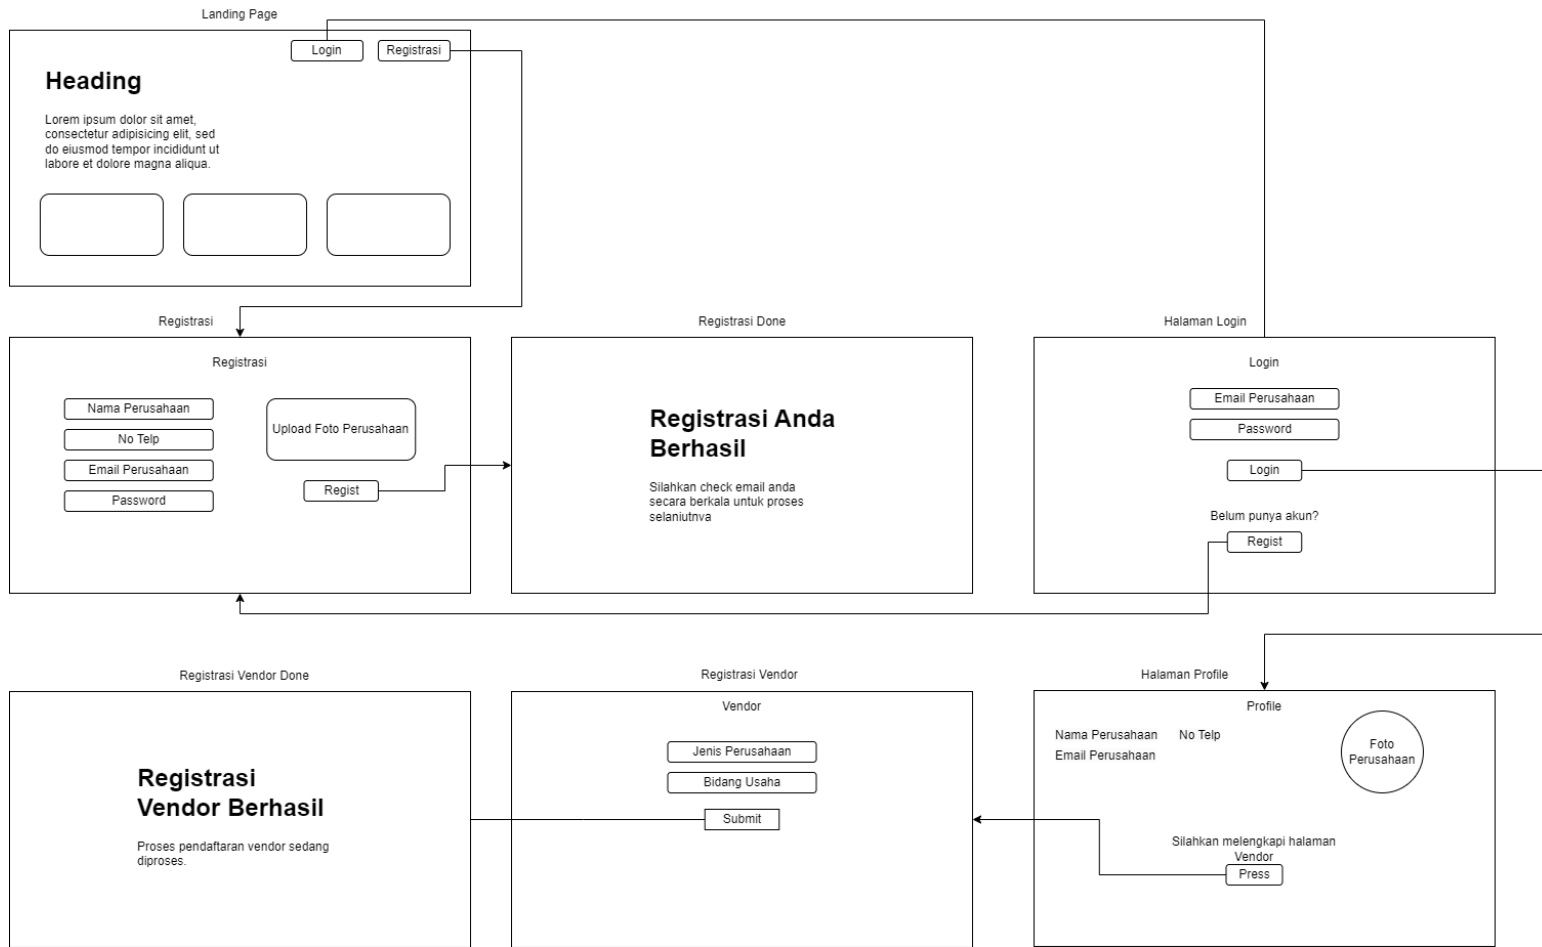 Landing Page
Login
Registrasi
Heading
Lorem ipsum dolor sit amet,
consectetur adipisicing elit, sed
do eiusmod tempor incididunt ut
labore et dolore magna aliqua.
Registrasi
Registrasi
Nama Perusahaan
No Telp
Email Perusahaan
Password
Upload Foto Perusahaan
Regist
Registrasi Done
Registrasi Anda
Berhasil
Silahkan check email anda
secara berkala untuk proses
selanjutnya
Halaman Login
Login
Email Perusahaan
Password
Login
Belum punya akun?
Regist
Registrasi Vendor Done
Registrasi
Vendor Berhasil
Proses pendaftaran vendor sedang
diproses.
Registrasi Vendor
Vendor
Jenis Perusahaan
Bidang Usaha
Submit
Halaman Profile
Profile
Nama Perusahaan
No Telp
Email Perusahaan
Foto
Perusahaan
Silahkan melengkapi halaman
Vendor
Press